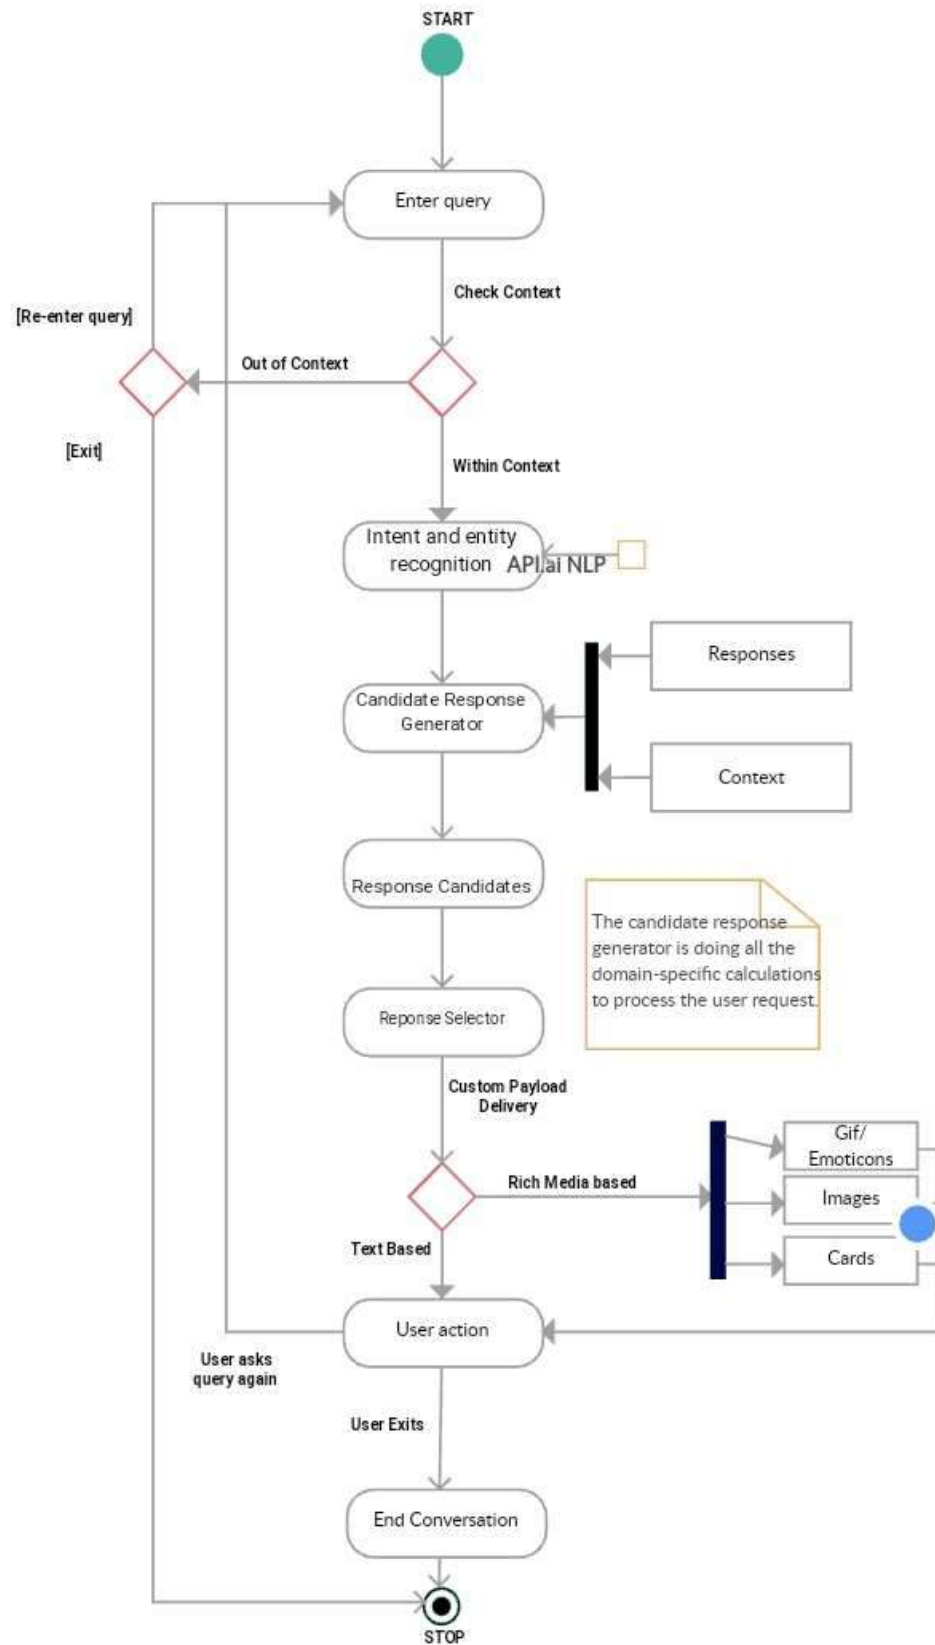 START
Enter query
Check Context
[Re-enter query]
Out of Context
[Exit]
Within Context
Intent and entity
recognition
API.ai NLP
Responses
Candidate Response
Generator
Context
Response Candidates
The candidate response
generator is doing all the
domain-specific calculations
to process the user request.
Reponse Selector
Custom Payload
Delivery
Gif/
Emoticons
Rich Media based
Images
Text Based
Cards
User action
User asks
query again
User Exits
End Conversation
STOP